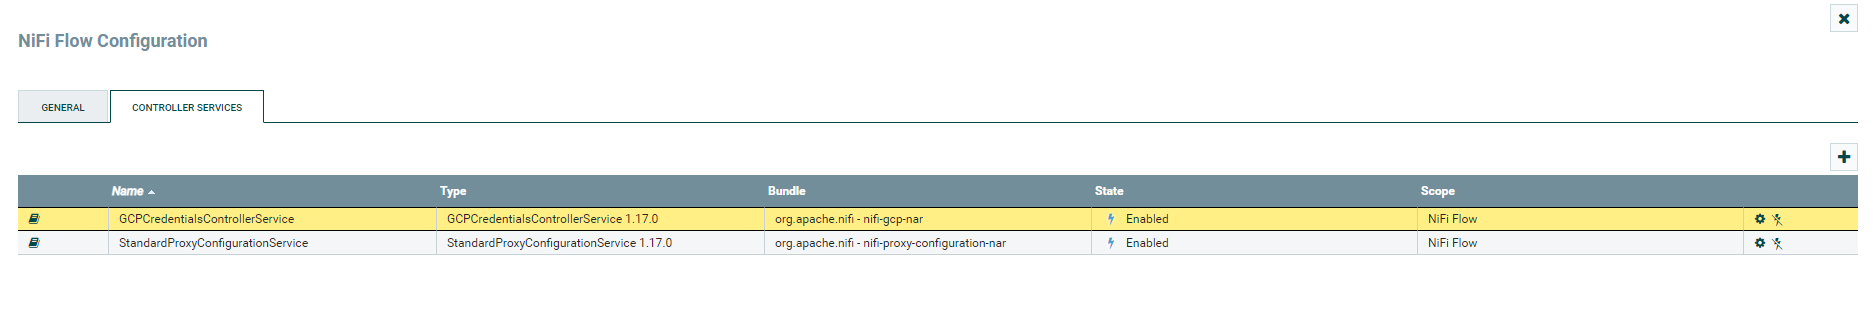 NiFi Flow Configuration
GENERAL CONTROLLER SERVICES
Name Type Bundle State Scope
GCPCredentialsControllerService GCPCredentialsControllerService 1.17.0 org.apache.nifi - nifi-gcp-nar Enabled NiFi Flow
StandardProxyConfigurationService StandardProxyConfigurationService 1.17.0 org.apache.nifi - nifi-proxy-configuration-nar Enabled NiFi Flow